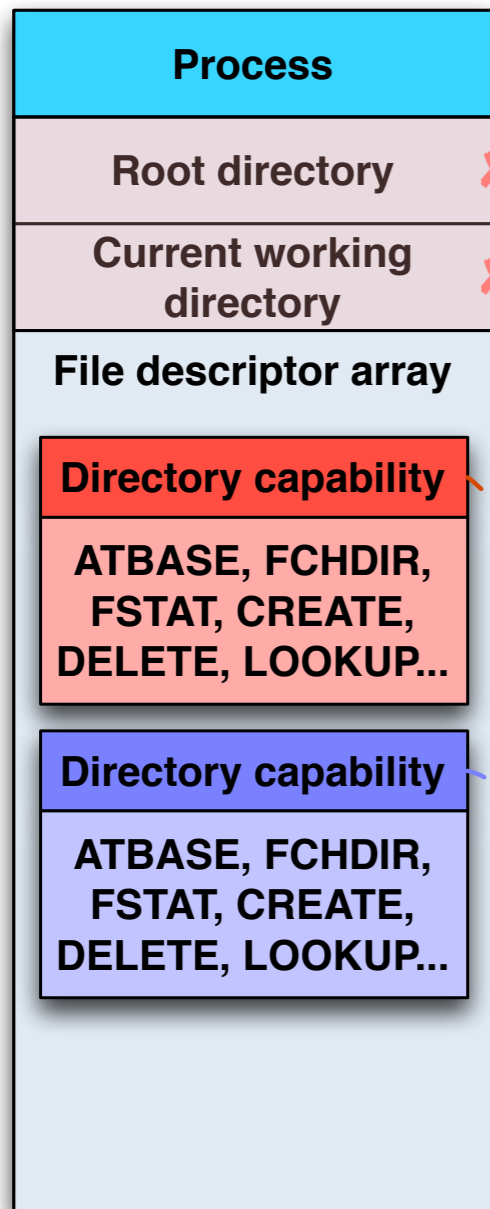 Process
Root directory
Current working
directory
File descriptor array
Directory capability
ATBASE, FCHDIR,
FSTAT, CREATE,
DELETE, LOOKUP...
Directory capability
ATBASE, FCHDIR,
FSTAT, CREATE,
DELETE, LOOKUP...